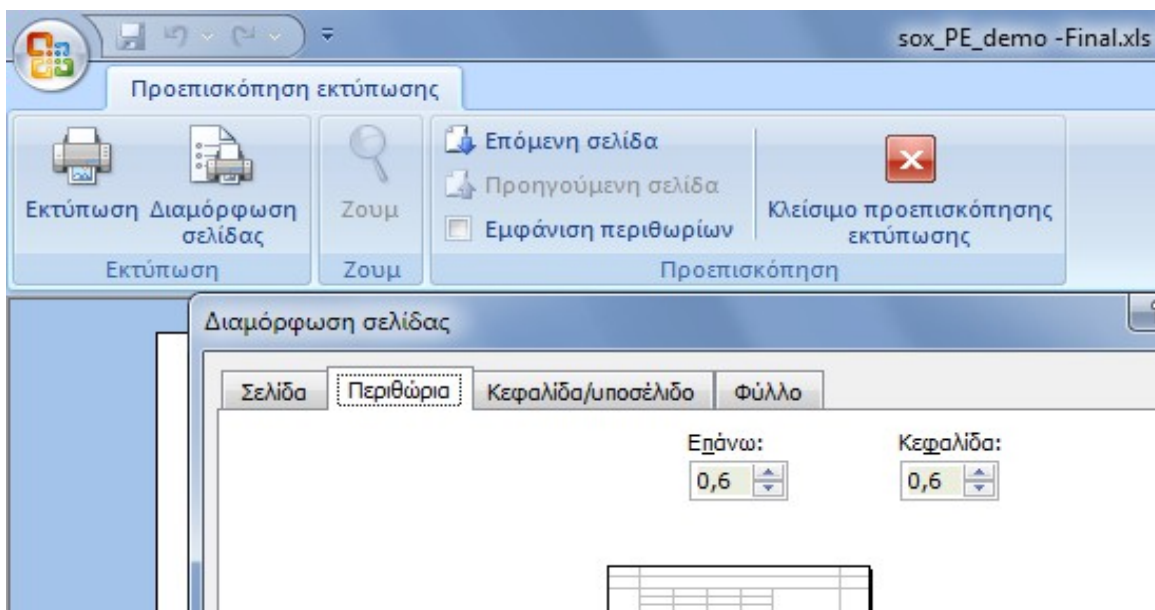 sox_PE_demo -Final.xls
Προεπισκόπηση εκτύπωσης
Εκτύπωση
Διαμόρφωση
σελίδας
Ζουμ
Επόμενη σελίδα
Προηγούμενη σελίδα
Εμφάνιση περιθωρίων
Κλείσιμο προεπισκόπησης
εκτύπωσης
Εκτύπωση
Ζουμ
Προεπισκόπηση
Διαμόρφωση σελίδας
Σελίδα
Περιθώρια
Κεφαλίδα/υποσέλιδο
Φύλλο
Επάνω:
Κεφαλίδα:
0,6
0,6